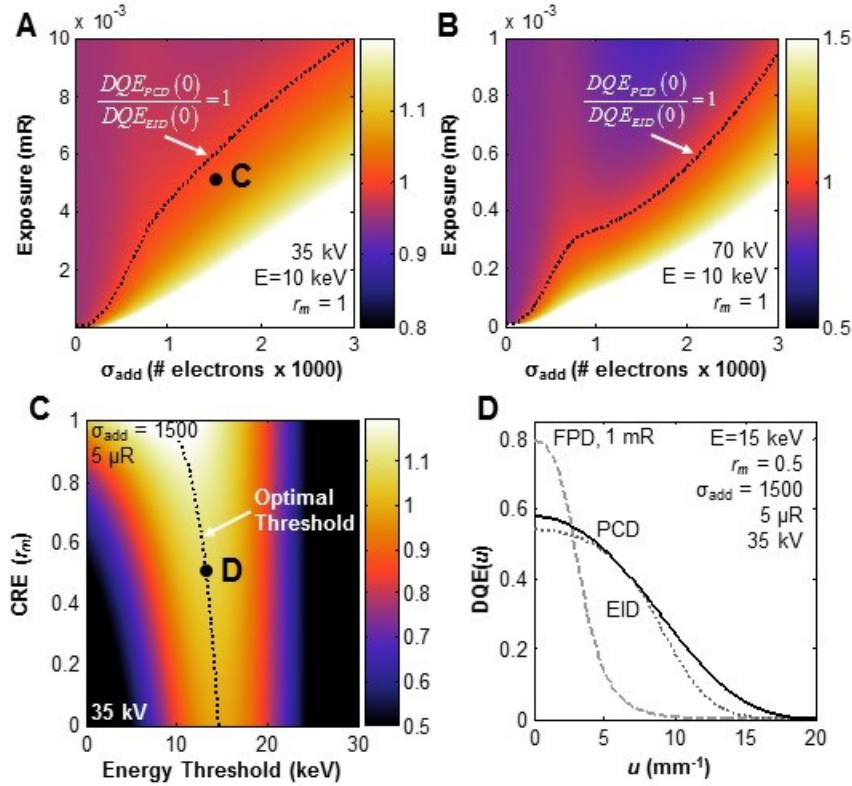 A
× 10⁻³
10
8
6
4
2
Exposure (mR)
DQE_PCD(0)
DQE_EID(0)
=1
C
35 kV
E=10 keV
r_m = 1
1
2
3
σ_add (# electrons x 1000)
1.1
1
0.9
0.8
B
× 10⁻³
1
0.8
0.6
0.4
0.2
0
Exposure (mR)
DQE_PCD(0)
DQE_EID(0)
=1
70 kV
E = 10 keV
r_m = 1
0
1
2
3
σ_add (# electrons x 1000)
1.5
1
0.5
C
1
0.8
0.6
0.4
0.2
0
CRE (r_m)
σ_add = 1500
5 µR
Optimal
Threshold
D
35 kV
0
10
20
30
Energy Threshold (keV)
1.1
1
0.9
0.8
0.7
0.6
0.5
D
0.8
0.6
0.4
0.2
0
DQE(u)
FPD, 1 mR
E=15 keV
r_m = 0.5
σ_add = 1500
5 µR
35 kV
PCD
EID
0
5
10
15
20
u (mm⁻¹)